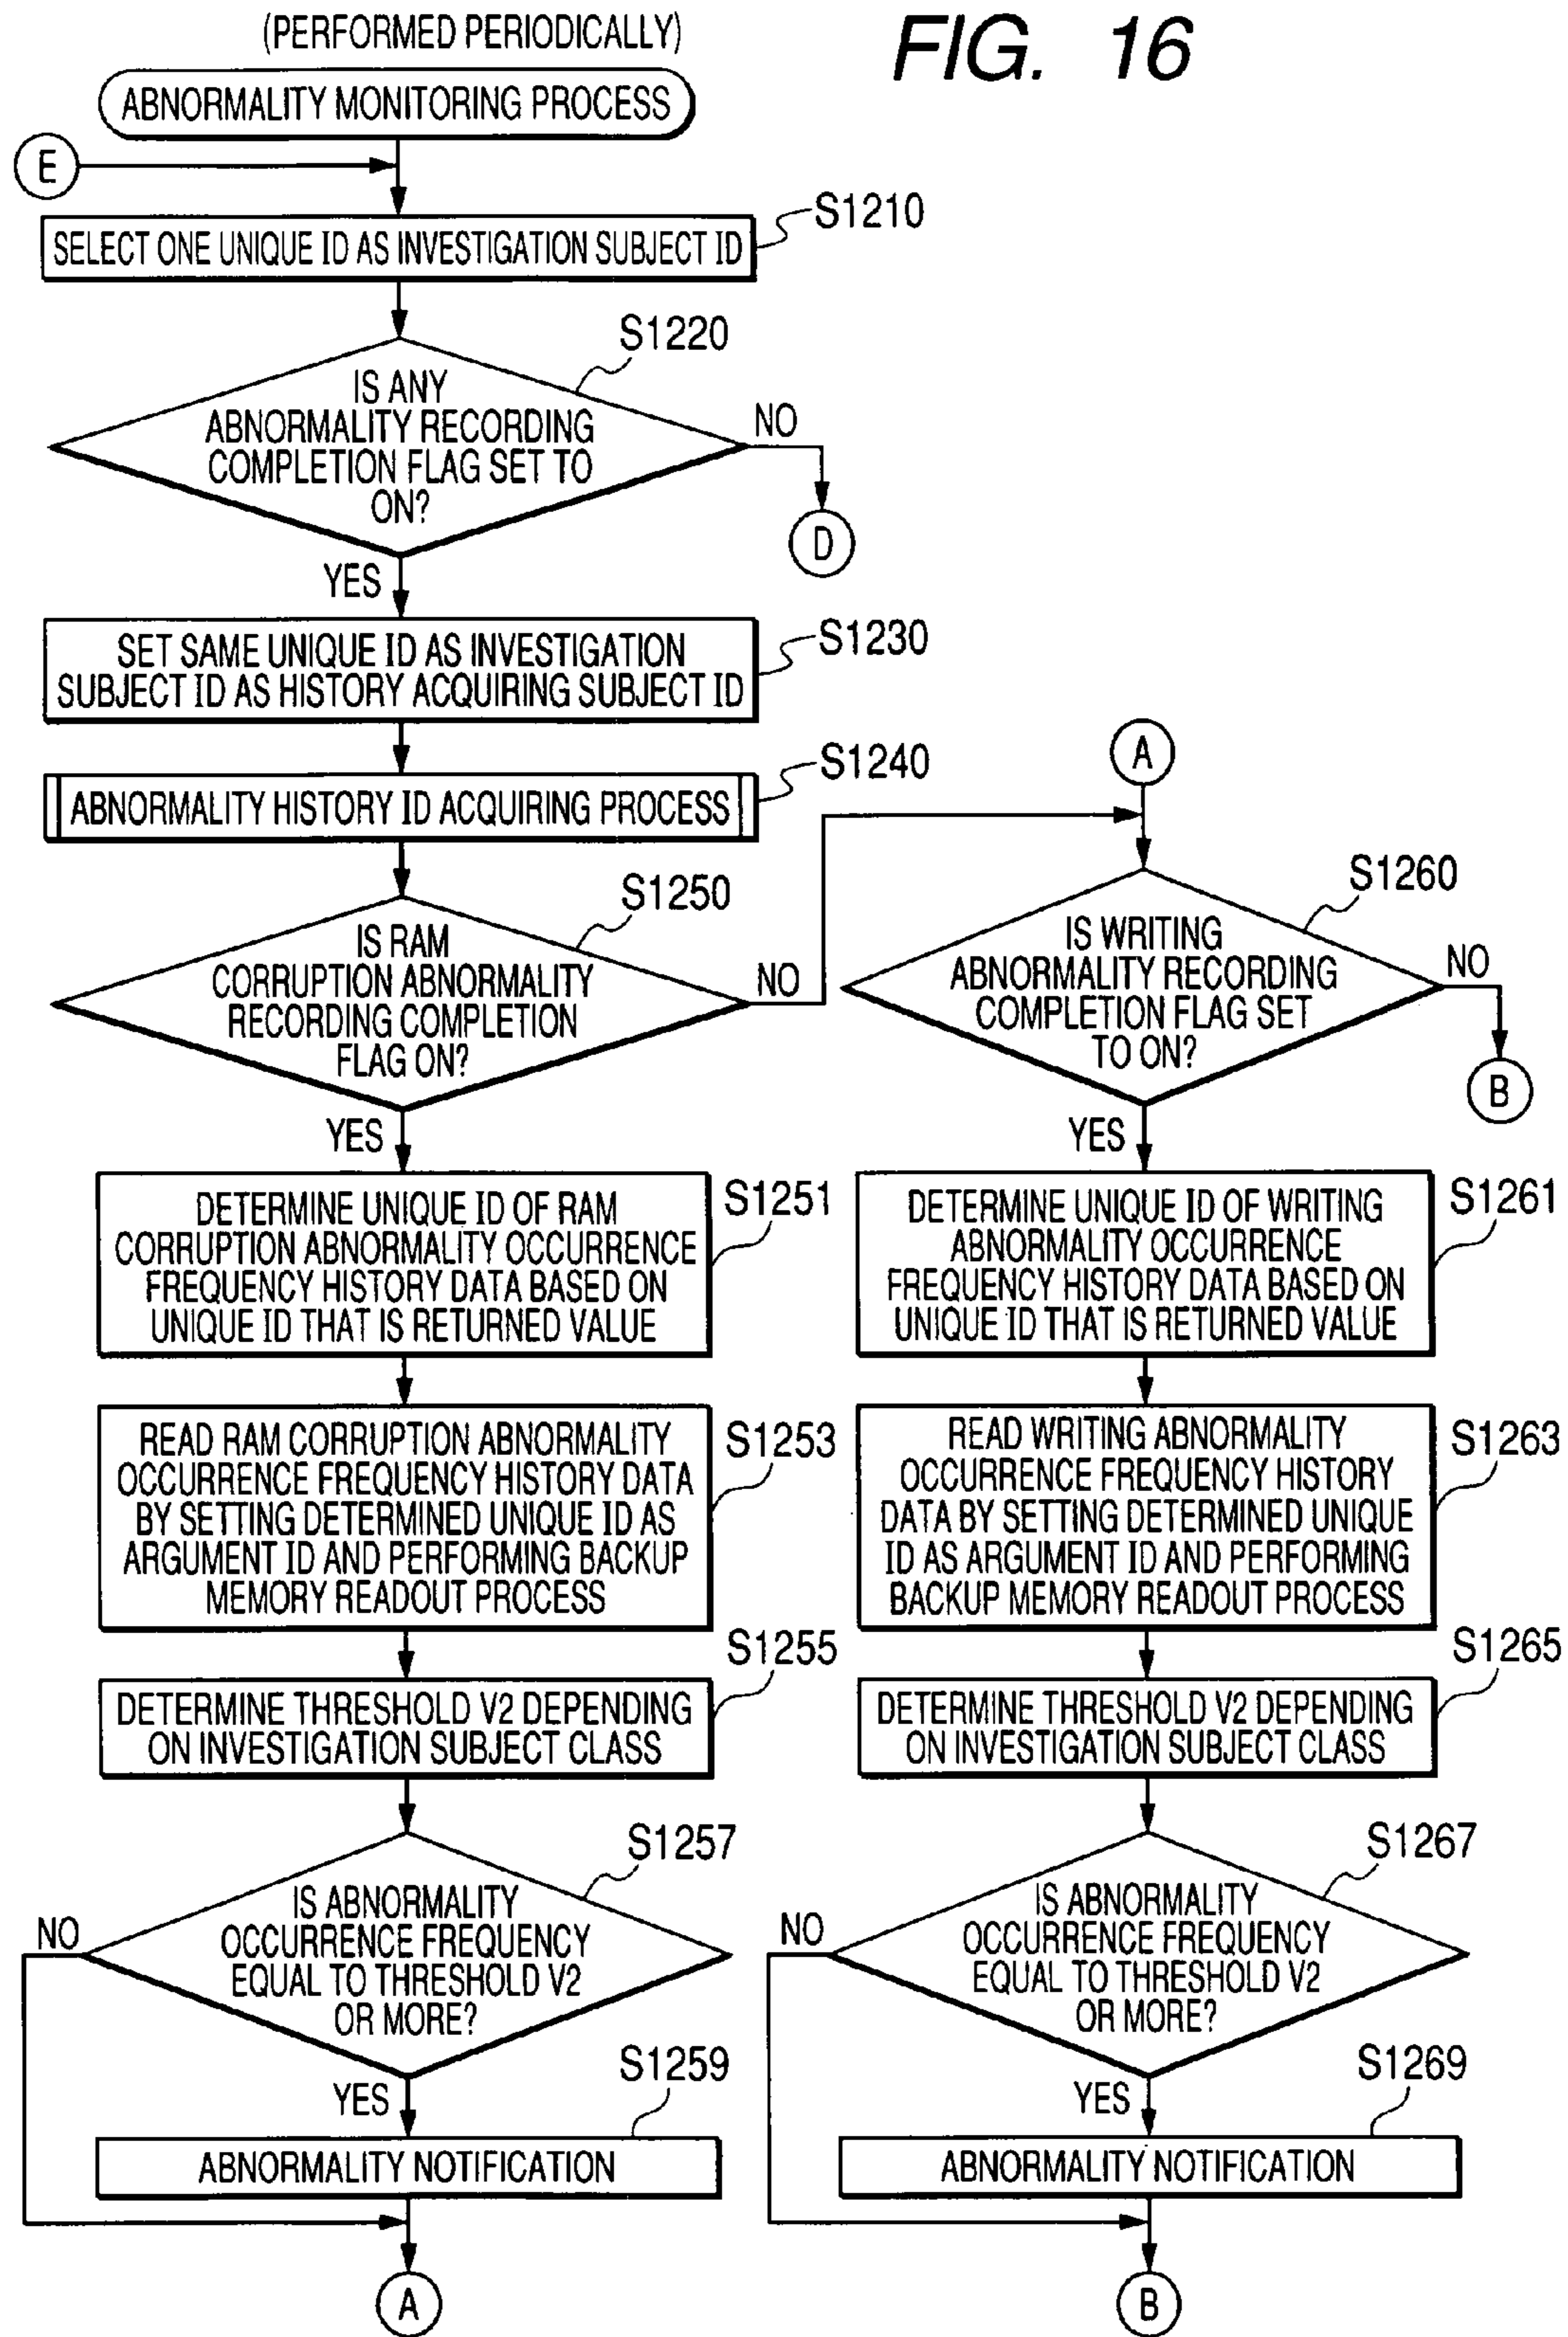 (PERFORMED PERIODICALLY)
FIG. 16
ABNORMALITY MONITORING PROCESS
E
S1210
SELECT ONE UNIQUE ID AS INVESTIGATION SUBJECT ID
S1220
IS ANY
ABNORMALITY RECORDING
COMPLETION FLAG SET TO
ON?
NO
D
YES
S1230
SET SAME UNIQUE ID AS INVESTIGATION
SUBJECT ID AS HISTORY ACQUIRING SUBJECT ID
S1240
ABNORMALITY HISTORY ID ACQUIRING PROCESS
S1250
IS RAM
CORRUPTION ABNORMALITY
RECORDING COMPLETION
FLAG ON?
NO
YES
S1251
DETERMINE UNIQUE ID OF RAM
CORRUPTION ABNORMALITY OCCURRENCE
FREQUENCY HISTORY DATA BASED ON
UNIQUE ID THAT IS RETURNED VALUE
S1253
READ RAM CORRUPTION ABNORMALITY
OCCURRENCE FREQUENCY HISTORY DATA
BY SETTING DETERMINED UNIQUE ID AS
ARGUMENT ID AND PERFORMING BACKUP
MEMORY READOUT PROCESS
S1255
DETERMINE THRESHOLD V2 DEPENDING
ON INVESTIGATION SUBJECT CLASS
S1257
IS ABNORMALITY
OCCURRENCE FREQUENCY
EQUAL TO THRESHOLD V2
OR MORE?
NO
YES
S1259
ABNORMALITY NOTIFICATION
A
A
S1260
IS WRITING
ABNORMALITY RECORDING
COMPLETION FLAG SET
TO ON?
NO
B
YES
S1261
DETERMINE UNIQUE ID OF WRITING
ABNORMALITY OCCURRENCE
FREQUENCY HISTORY DATA BASED ON
UNIQUE ID THAT IS RETURNED VALUE
S1263
READ WRITING ABNORMALITY
OCCURRENCE FREQUENCY HISTORY
DATA BY SETTING DETERMINED UNIQUE
ID AS ARGUMENT ID AND PERFORMING
BACKUP MEMORY READOUT PROCESS
S1265
DETERMINE THRESHOLD V2 DEPENDING
ON INVESTIGATION SUBJECT CLASS
S1267
IS ABNORMALITY
OCCURRENCE FREQUENCY
EQUAL TO THRESHOLD V2
OR MORE?
NO
YES
S1269
ABNORMALITY NOTIFICATION
B